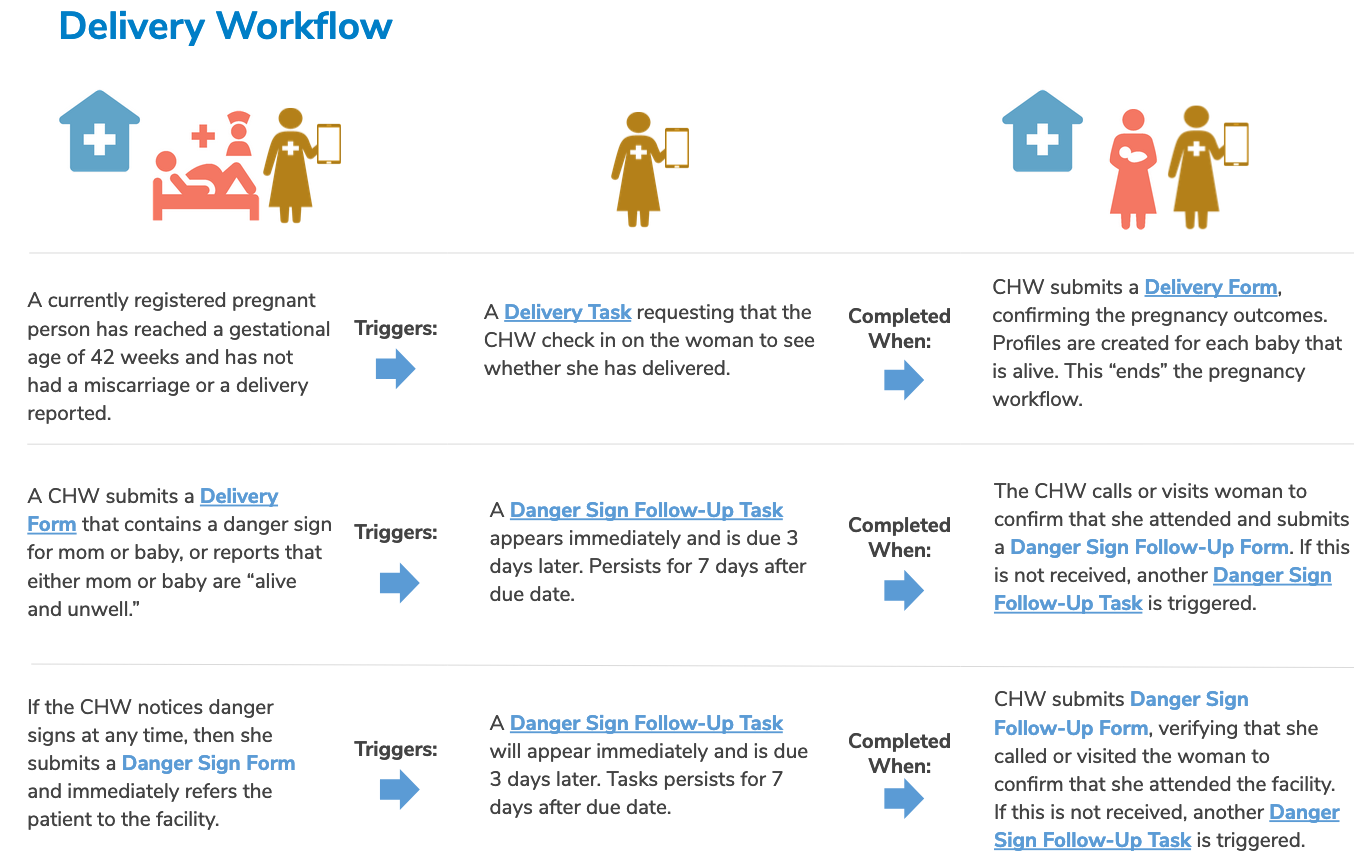 Delivery Workflow
A currently registered pregnant
person has reached a gestational
age of 42 weeks and has not
had a miscarriage or a delivery
reported.
Triggers:
A Delivery Task requesting that the
CHW check in on the woman to see
whether she has delivered.
Completed
When:
CHW submits a Delivery Form,
confirming the pregnancy outcomes.
Profiles are created for each baby that
is alive. This “ends” the pregnancy
workflow.
A CHW submits a Delivery
Form that contains a danger sign
for mom or baby, or reports that
either mom or baby are “alive
and unwell.”
Triggers:
A Danger Sign Follow-Up Task
appears immediately and is due 3
days later. Persists for 7 days after
due date.
Completed
When:
The CHW calls or visits woman to
confirm that she attended and submits
a Danger Sign Follow-Up Form. If this
is not received, another Danger Sign
Follow-Up Task is triggered.
If the CHW notices danger
signs at any time, then she
submits a Danger Sign Form
and immediately refers the
patient to the facility.
Triggers:
A Danger Sign Follow-Up Task
will appear immediately and is due
3 days later. Tasks persists for 7
days after due date.
Completed
When:
CHW submits Danger Sign
Follow-Up Form, verifying that she
called or visited the woman to
confirm that she attended the facility.
If this is not received, another Danger
Sign Follow-Up Task is triggered.